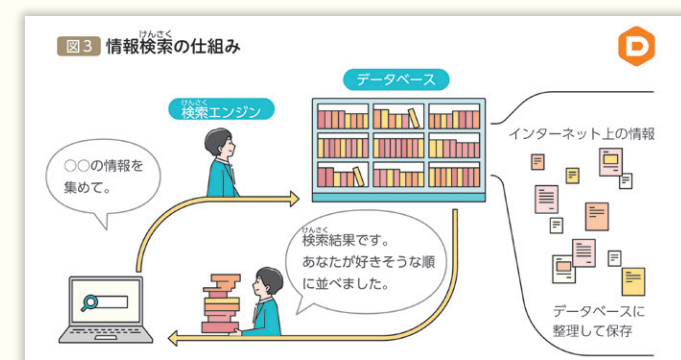 図3 情報検索の仕組み
けんさく
D
データベース
検索エンジン
けんさく
○○の情報を
集めて。
インターネット上の情報
検索結果です。
けんさく
あなたが好きそうな順
に並べました。
データベースに
整理して保存